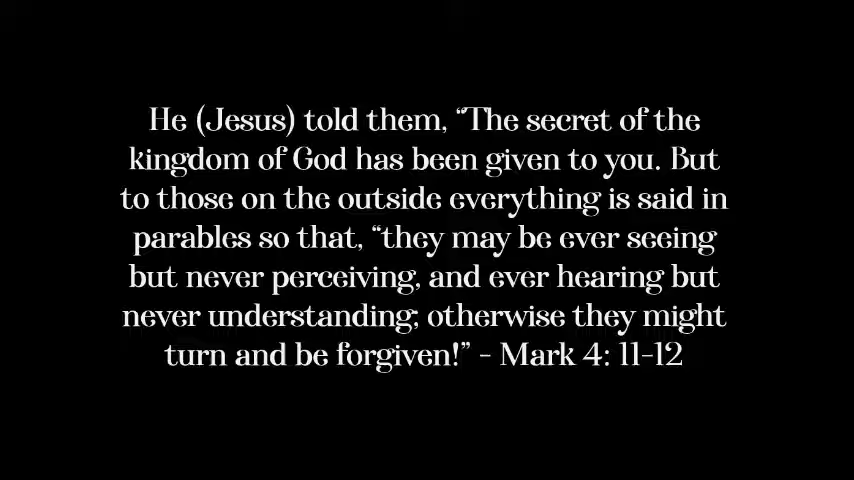 He (Jesus) told them, “The secret of the
kingdom of God has been given to you. But
to those on the outside everything is said in
parables so that, “they may be ever seeing
but never perceiving, and ever hearing but
never understanding; otherwise they might
turn and be forgiven!” - Mark 4: 11-12